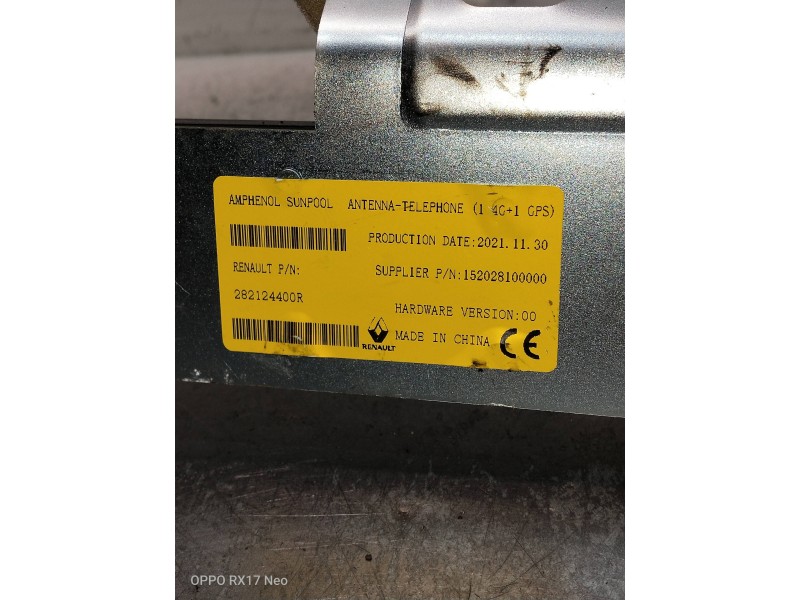 AMPHENOL SUNPOOL ANTENNA-TELEPHONE (1 4G+1 GPS)
PRODUCTION DATE:2021.11.30
RENAULT P/N:
SUPPLIER P/N:152028100000
282124400R
HARDWARE VERSION:00
RENAULT
MADE IN CHINA CE
OPPO RX17 Neo